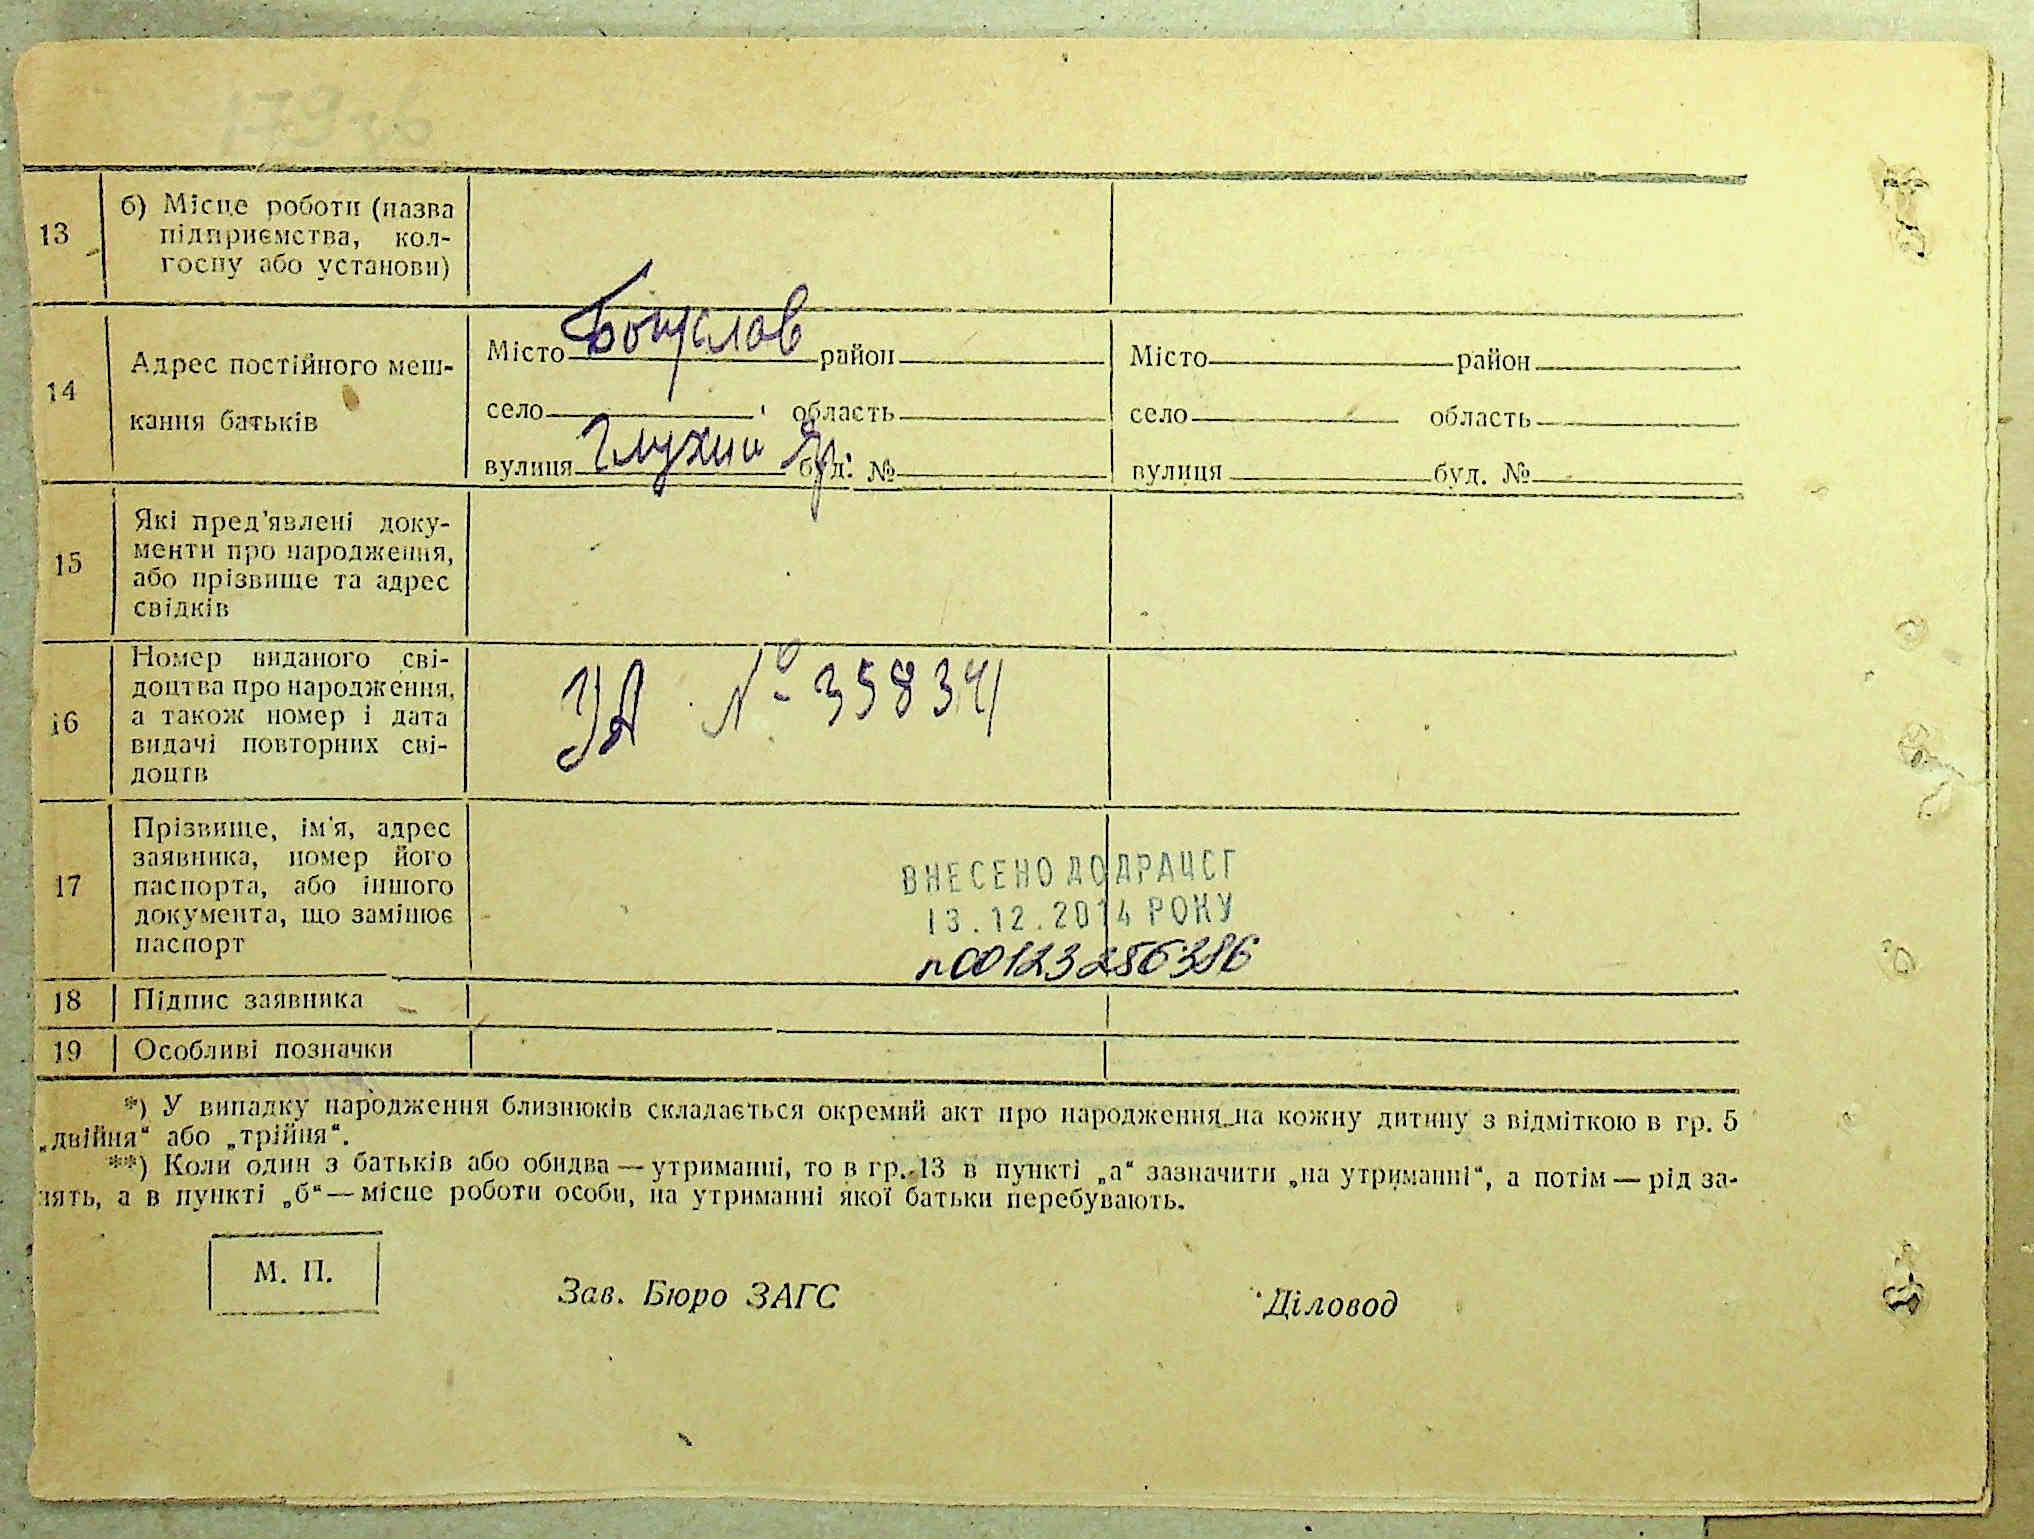 13
б) Місце роботи (назва
підприємства, кол-
госпу або установи)
14
Адрес постійного меш-
кання батьків
Місто Богуслав район
село область
вулиця Глухий Яр буд. №
Місто район
село область
вулиця буд. №
15
Які пред'явлені доку-
менти про народження,
або прізвище та адрес
свідків
16
Номер виданого сві-
доцтва про народження,
а також номер і дата
видачі повторних сві-
доцтв
УА № 35834
17
Прізвище, ім'я, адрес
заявника, номер його
паспорта, або іншого
документа, що замінює
паспорт
ВНЕСЕНО ДО ДРАЦСГ
13.12.2014 РОКУ
n00123256386
18 Підпис заявника
19 Особливі позначки
*) У випадку народження близнюків складається окремий акт про народження на кожну дитину з відміткою в гр. 5
„двійня“ або „трійня“.
**) Коли один з батьків або обидва — утриманні, то в гр. 13 в пункті „а“ зазначити „на утриманні“, а потім — рід за-
нять, а в пункті „б“ — місце роботи особи, на утриманні якої батьки перебувають.
М. П.
Зав. Бюро ЗАГС
Діловод